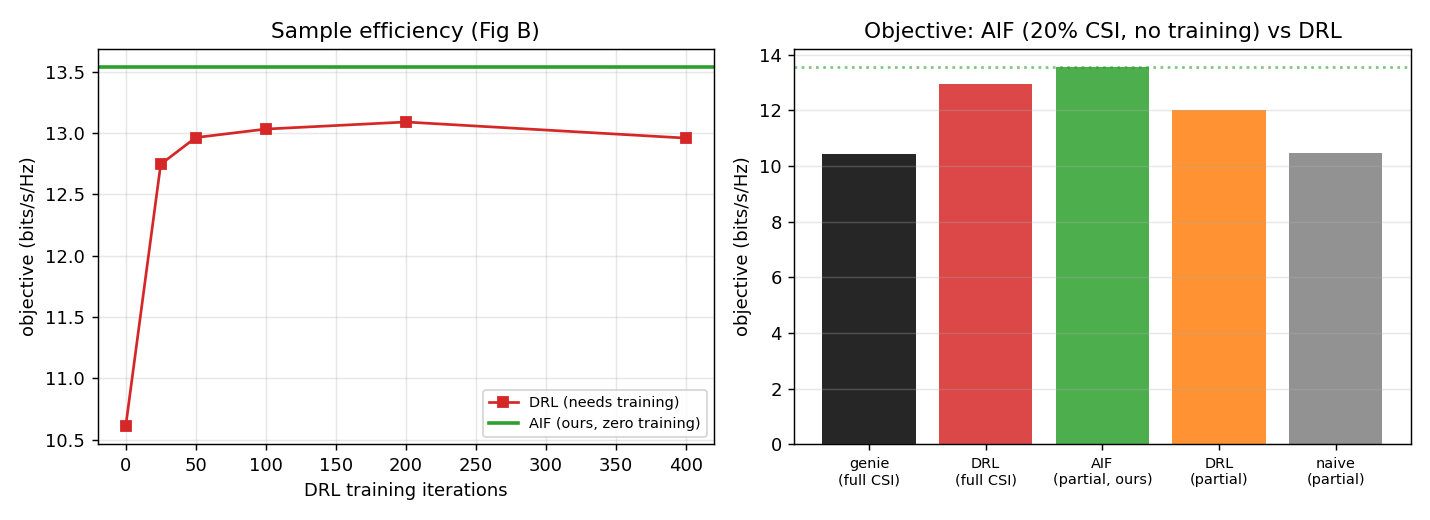 Sample efficiency (Fig B)
objective (bits/s/Hz)
13.5
13.0
12.5
12.0
11.5
11.0
10.5
0 50 100 150 200 250 300 350 400
DRL training iterations
DRL (needs training)
AIF (ours, zero training)
Objective: AIF (20% CSI, no training) vs DRL
objective (bits/s/Hz)
14
12
10
8
6
4
2
0
genie
(full CSI)
DRL
(full CSI)
AIF
(partial, ours)
DRL
(partial)
naive
(partial)